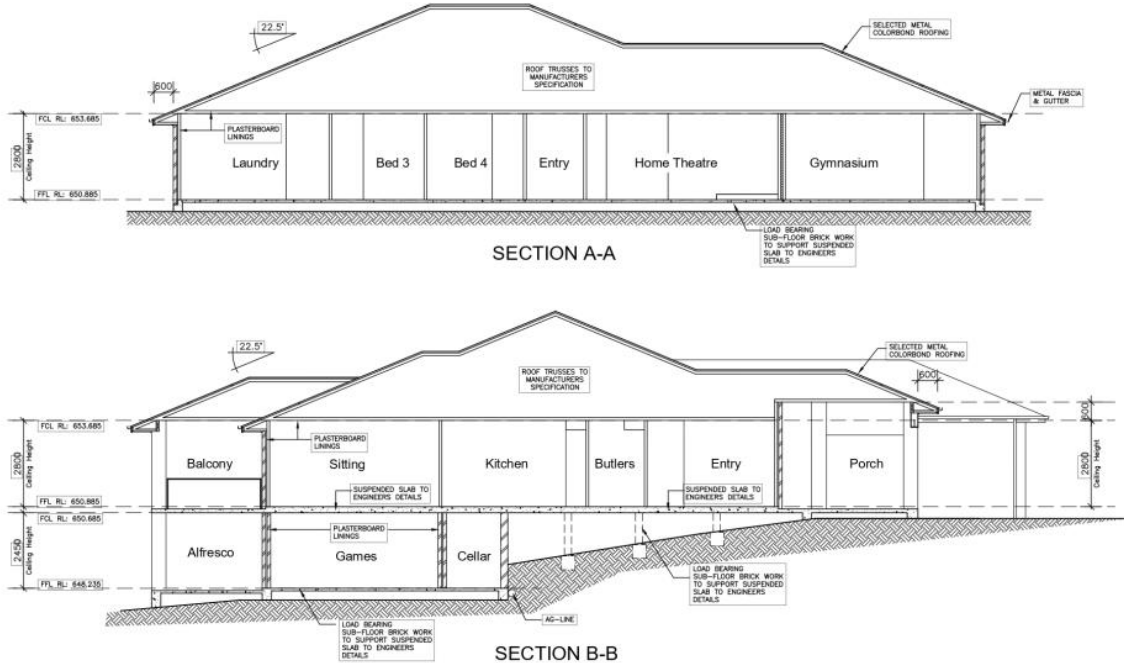 22.5°
SELECTED METAL
COLORBOND ROOFING
ROOF TRUSSES TO
MANUFACTURERS
SPECIFICATION
600
METAL FASCIA
& GUTTER
FCL RL: 653.685
PLASTERBOARD
LININGS
2800
Ceiling Height
Laundry
Bed 3
Bed 4
Entry
Home Theatre
Gymnasium
FFL RL: 650.885
LOAD BEARING
SUB-FLOOR BRICK WORK
TO SUPPORT SUSPENDED
SLAB TO ENGINEERS
DETAILS
SECTION A-A
22.5°
SELECTED METAL
COLORBOND ROOFING
ROOF TRUSSES TO
MANUFACTURERS
SPECIFICATION
600
600
FCL RL: 653.685
PLASTERBOARD
LININGS
2800
Ceiling Height
Balcony
Sitting
Kitchen
Butlers
Entry
Porch
2800
Ceiling Height
SUSPENDED SLAB TO
ENGINEERS DETAILS
SUSPENDED SLAB TO
ENGINEERS DETAILS
FFL RL: 650.885
FCL RL: 650.685
PLASTERBOARD
LININGS
2450
Ceiling Height
Alfresco
Games
Cellar
LOAD BEARING
SUB-FLOOR BRICK WORK
TO SUPPORT SUSPENDED
SLAB TO ENGINEERS
DETAILS
FFL RL: 648.235
AG-LINE
LOAD BEARING
SUB-FLOOR BRICK WORK
TO SUPPORT SUSPENDED
SLAB TO ENGINEERS
DETAILS
SECTION B-B